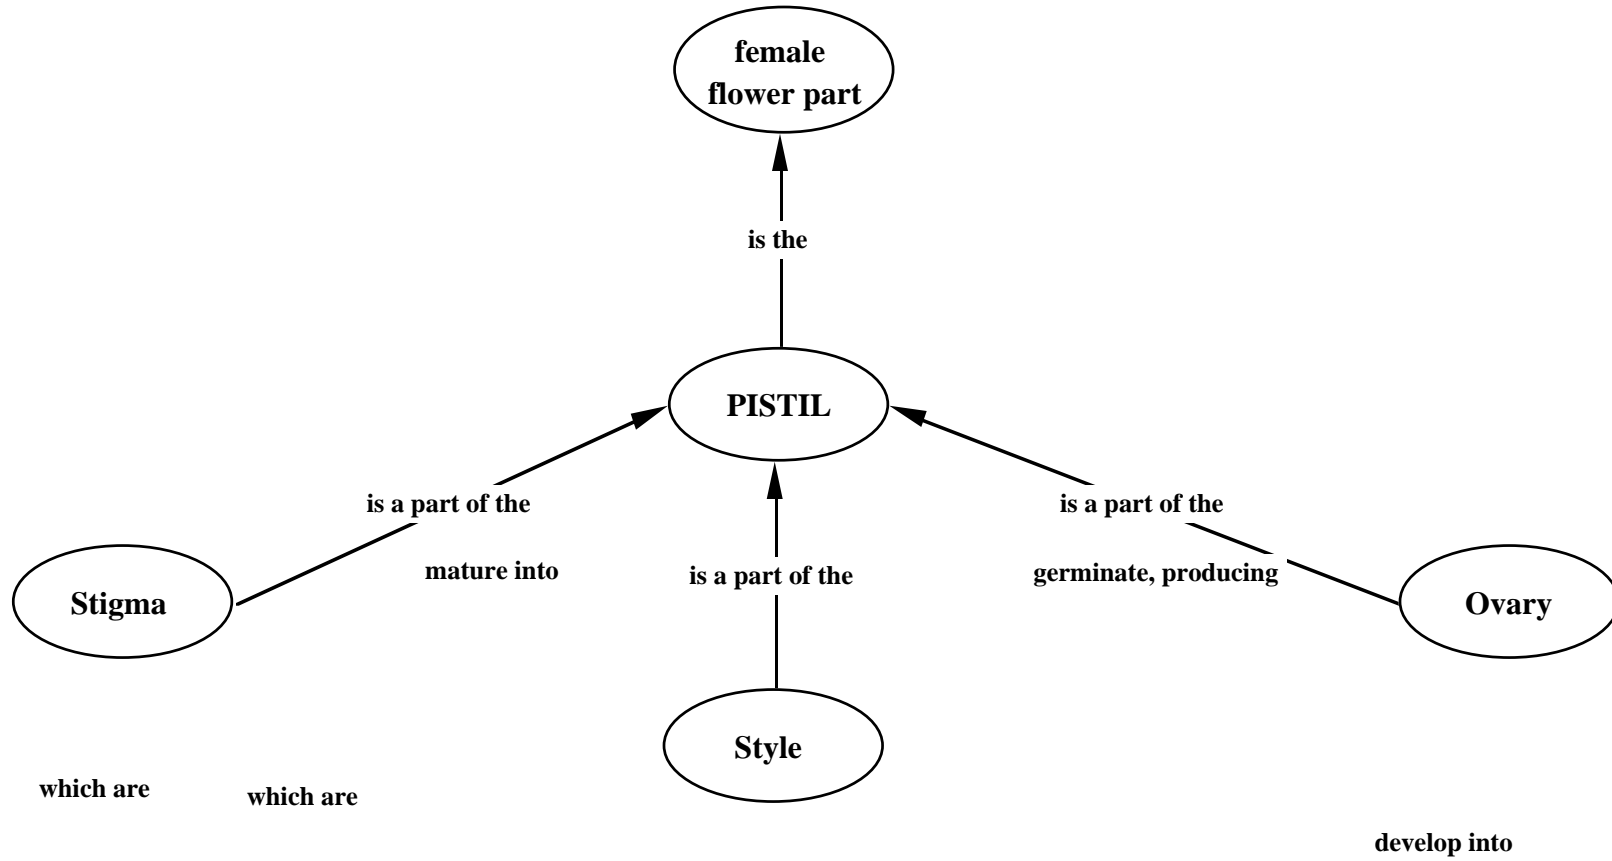 female
flower part
is the
PISTIL
is a part of the
is a part of the
mature into
is a part of the
germinate, producing
Stigma
Ovary
Style
which are
which are
develop into